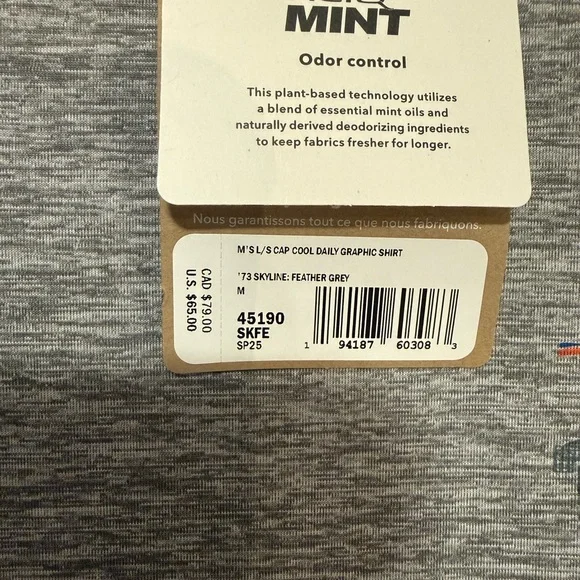 MINT
Odor control
This plant-based technology utilizes
a blend of essential mint oils and
naturally derived deodorizing ingredients
to keep fabrics fresher for longer.
Nous garantissons tout ce que nous fabriquons.
M'S L/S CAP COOL DAILY GRAPHIC SHIRT
'73 SKYLINE: FEATHER GREY
M
45190
SKFE
SP25
1 94187 60308 3
CAD $79.00
U.S. $65.00